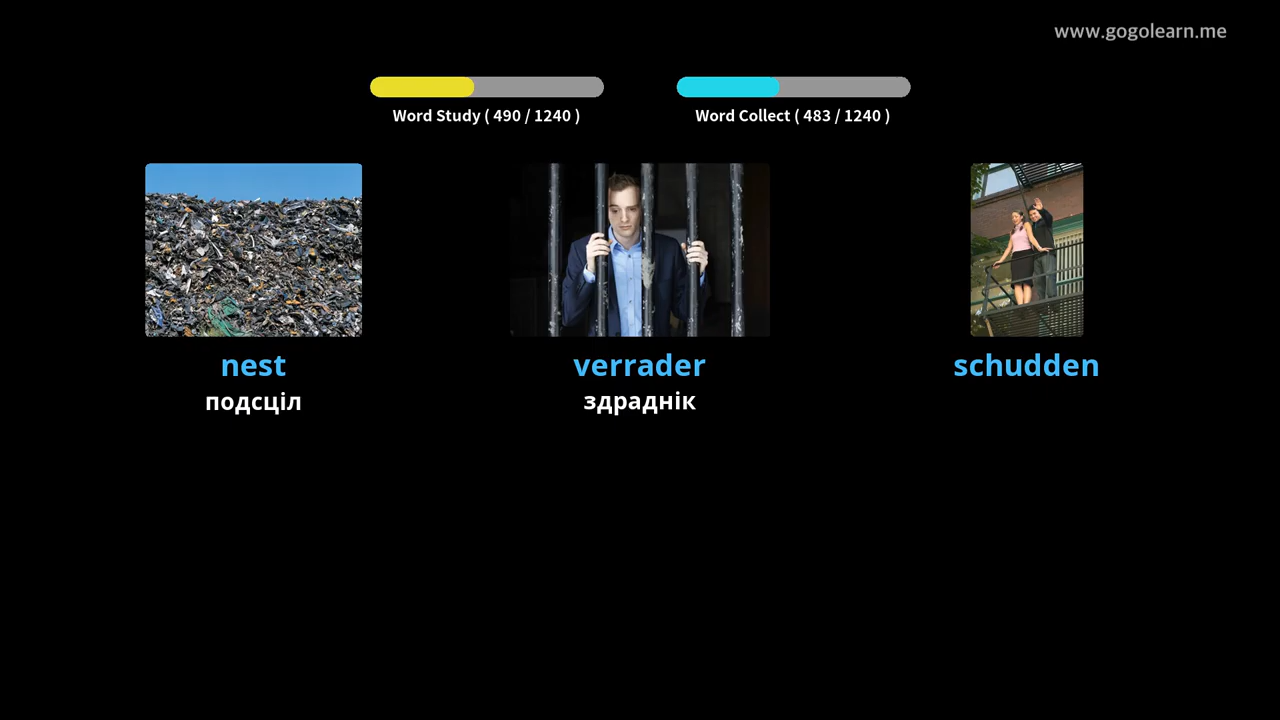 www.gogolearn.me
Word Study ( 490 / 1240 )
Word Collect ( 483 / 1240 )
nest
verrader
schudden
подсціл
здраднік